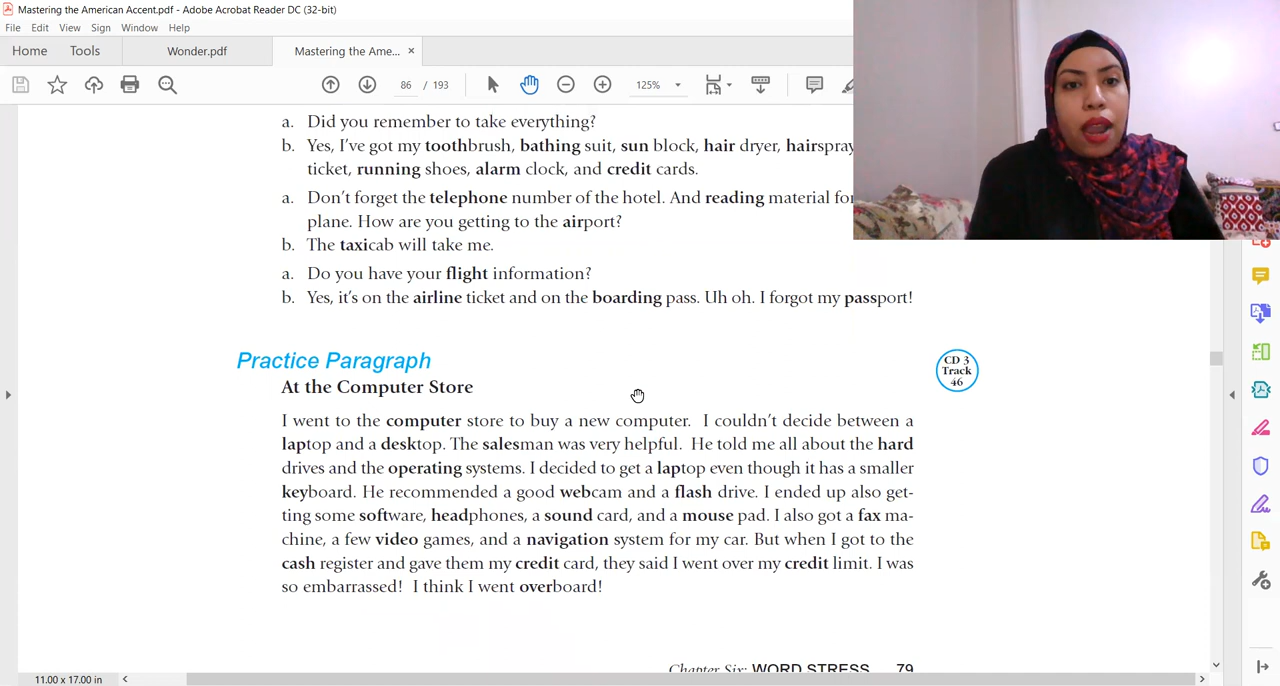 Mastering the American Accent.pdf - Adobe Acrobat Reader DC (32-bit)
File Edit View Sign Window Help
Home Tools Wonder.pdf Mastering the Ame... ×
86 / 193 125%
a. Did you remember to take everything?
b. Yes, I've got my toothbrush, bathing suit, sun block, hair dryer, hairspray
ticket, running shoes, alarm clock, and credit cards.
a. Don't forget the telephone number of the hotel. And reading material for
plane. How are you getting to the airport?
b. The taxicab will take me.
a. Do you have your flight information?
b. Yes, it's on the airline ticket and on the boarding pass. Uh oh. I forgot my passport!
Practice Paragraph
CD 3
Track
46
At the Computer Store
I went to the computer store to buy a new computer. I couldn't decide between a
laptop and a desktop. The salesman was very helpful. He told me all about the hard
drives and the operating systems. I decided to get a laptop even though it has a smaller
keyboard. He recommended a good webcam and a flash drive. I ended up also get-
ting some software, headphones, a sound card, and a mouse pad. I also got a fax ma-
chine, a few video games, and a navigation system for my car. But when I got to the
cash register and gave them my credit card, they said I went over my credit limit. I was
so embarrassed! I think I went overboard!
Chapter Six: WORD STRESS 79
11.00 x 17.00 in